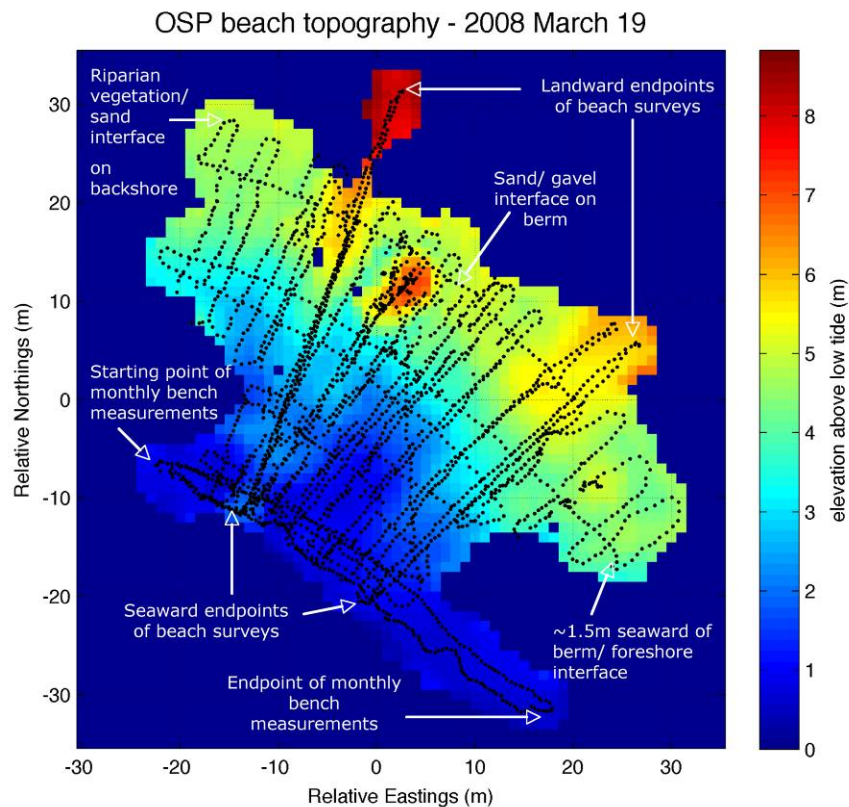 OSP beach topography - 2008 March 19
Riparian
vegetation/
sand
interface
on
backshore
Landward endpoints
of beach surveys
Sand/ gavel
interface on
berm
Starting point of
monthly bench
measurements
Seaward endpoints
of beach surveys
~1.5m seaward of
berm/ foreshore
interface
Endpoint of monthly
bench
measurements
30
20
10
0
-10
-20
-30
Relative Northings (m)
-30
-20
-10
0
10
20
30
Relative Eastings (m)
8
7
6
5
4
3
2
1
0
elevation above low tide (m)